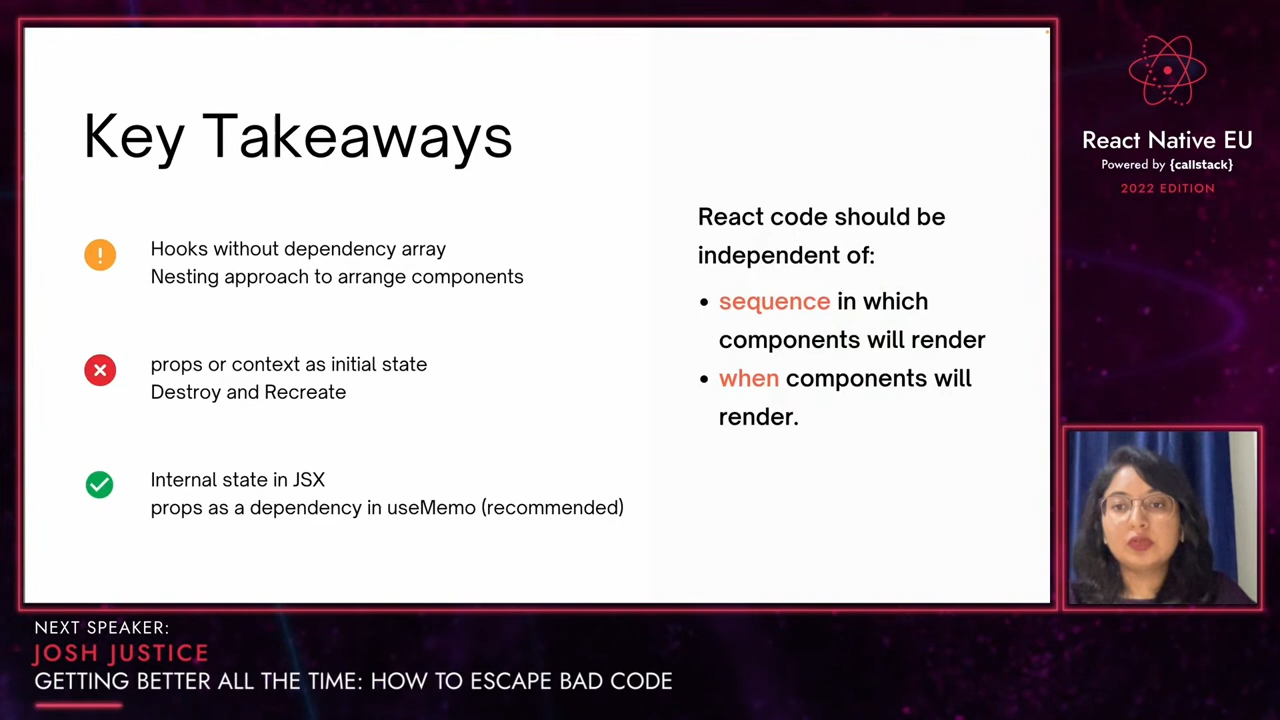 Key Takeaways
Hooks without dependency array
Nesting approach to arrange components
props or context as initial state
Destroy and Recreate
Internal state in JSX
props as a dependency in useMemo (recommended)
React code should be
independent of:
• sequence in which
components will render
• when components will
render.
React Native EU
Powered by {callstack}
2022 EDITION
NEXT SPEAKER:
JOSH JUSTICE
GETTING BETTER ALL THE TIME: HOW TO ESCAPE BAD CODE